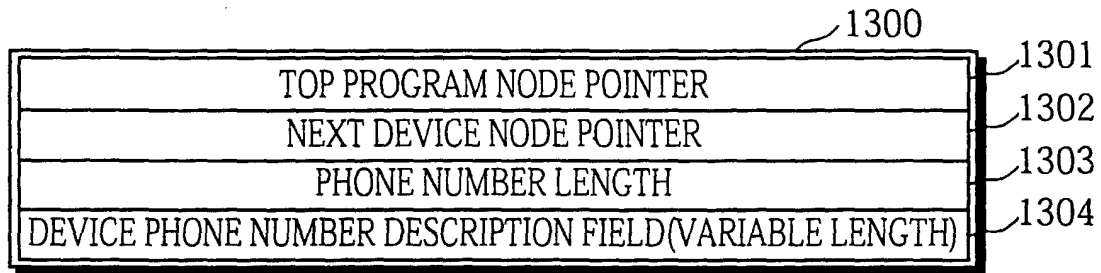 1300
TOP PROGRAM NODE POINTER 1301
NEXT DEVICE NODE POINTER 1302
PHONE NUMBER LENGTH 1303
DEVICE PHONE NUMBER DESCRIPTION FIELD(VARIABLE LENGTH) 1304